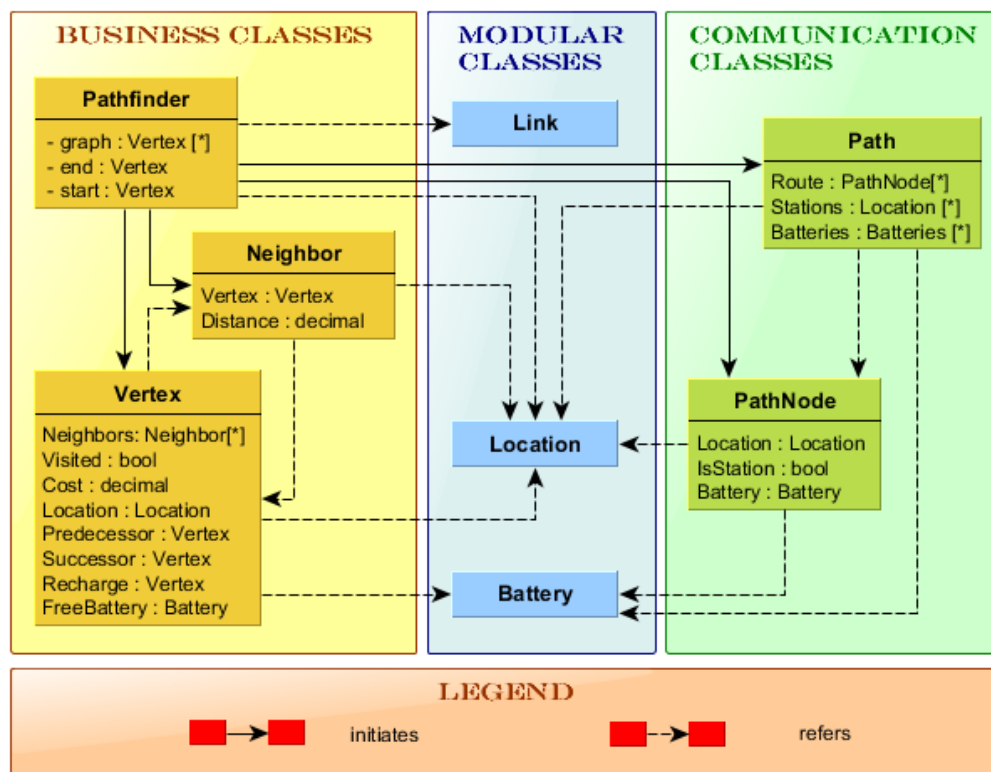 BUSINESS CLASSES
Pathfinder
- graph : Vertex [*]
- end : Vertex
- start : Vertex
Neighbor
Vertex : Vertex
Distance : decimal
Vertex
Neighbors: Neighbor[*]
Visited : bool
Cost : decimal
Location : Location
Predecessor : Vertex
Successor : Vertex
Recharge : Vertex
FreeBattery : Battery
MODULAR
CLASSES
Link
Location
Battery
COMMUNICATION
CLASSES
Path
Route : PathNode[*]
Stations : Location [*]
Batteries : Batteries [*]
PathNode
Location : Location
IsStation : bool
Battery : Battery
LEGEND
initiates
refers